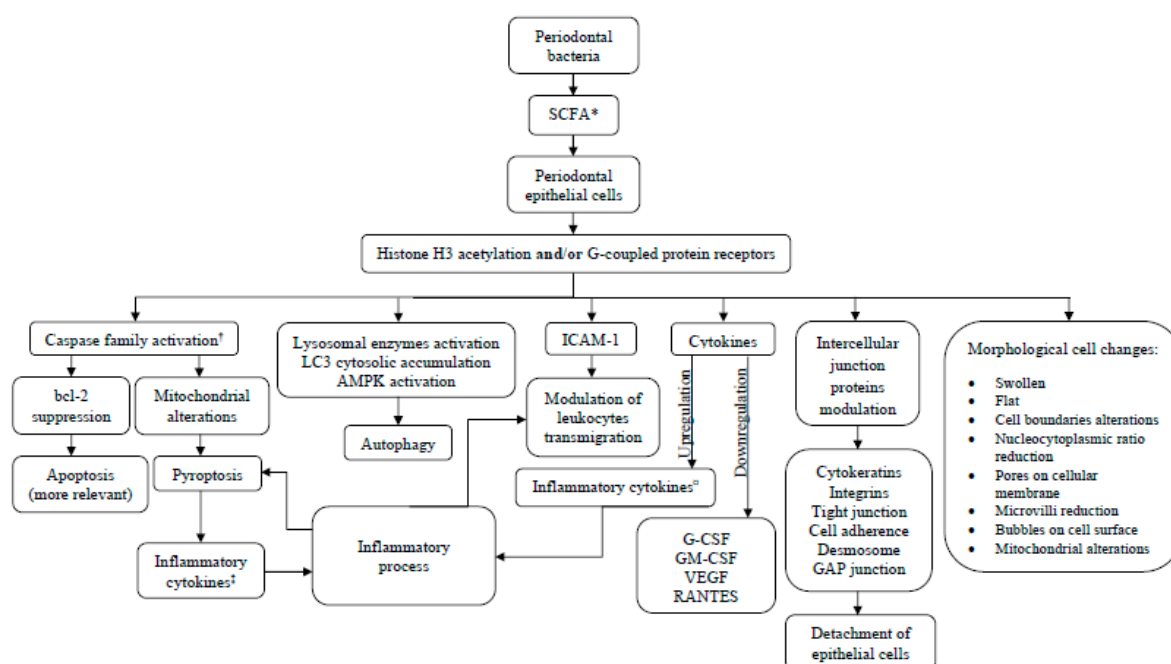 Periodontal
bacteria
SCFA*
Periodontal
epithelial cells
Histone H3 acetylation and/or G-coupled protein receptors
Caspase family activation†
bcl-2
suppression
Mitochondrial
alterations
Apoptosis
(more relevant)
Pyroptosis
Inflammatory
cytokines‡
Lysosomal enzymes activation
LC3 cytosolic accumulation
AMPK activation
Autophagy
Inflammatory
process
ICAM-1
Modulation of
leukocytes
transmigration
Cytokines
Upregulation
Downregulation
Inflammatory cytokines¤
G-CSF
GM-CSF
VEGF
RANTES
Intercellular
junction
proteins
modulation
Cytokeratins
Integrins
Tight junction
Cell adherence
Desmosome
GAP junction
Detachment of
epithelial cells
Morphological cell changes:
• Swollen
• Flat
• Cell boundaries alterations
• Nucleocytoplasmic ratio
reduction
• Pores on cellular
membrane
• Microvilli reduction
• Bubbles on cell surface
• Mitochondrial alterations